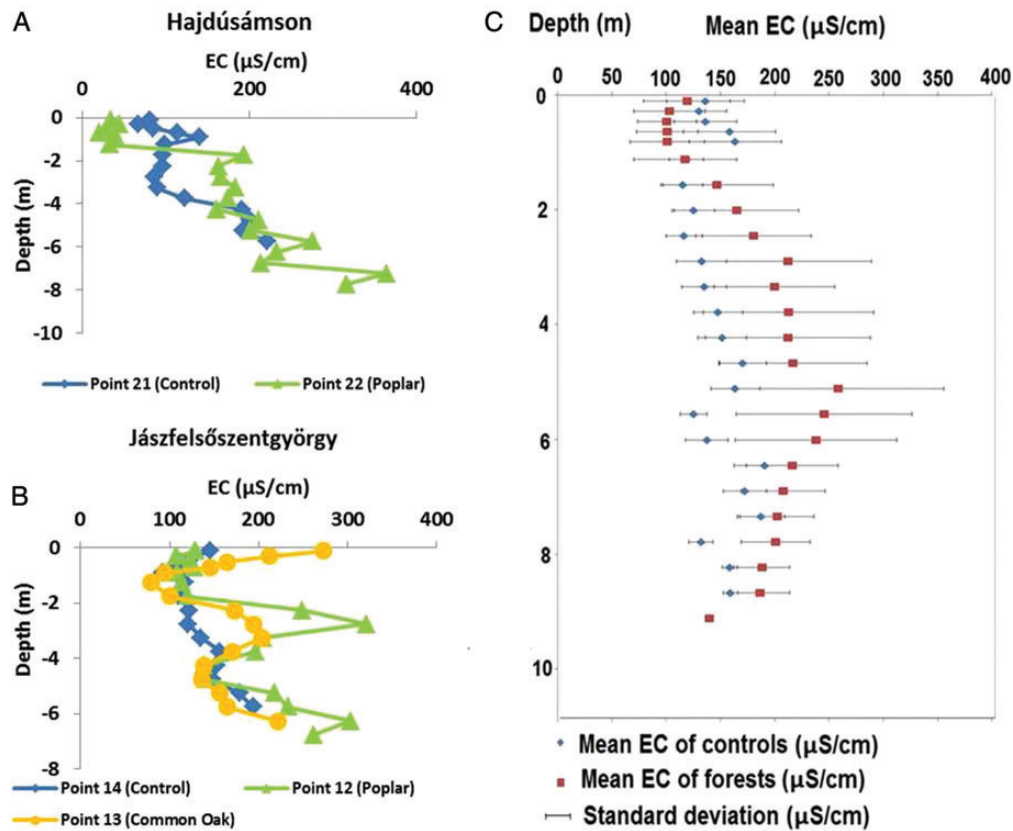 A
Hajdúsámson
EC (µS/cm)
0 200 400
0
-2
-4
-6
-8
-10
Depth (m)
Point 21 (Control) Point 22 (Poplar)
B
Jászfelsőszentgyörgy
EC (µS/cm)
0 100 200 300 400
0
-2
-4
-6
-8
Depth (m)
Point 14 (Control) Point 12 (Poplar)
Point 13 (Common Oak)
C
Depth (m) Mean EC (µS/cm)
0 50 100 150 200 250 300 350 400
0
2
4
6
8
10
Mean EC of controls (µS/cm)
Mean EC of forests (µS/cm)
Standard deviation (µS/cm)